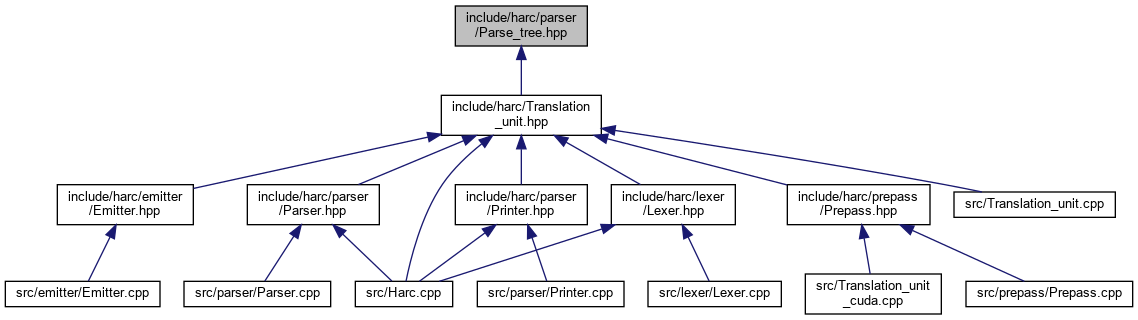 include/harc/parser
/Parse_tree.hpp
include/harc/Translation
_unit.hpp
include/harc/emitter
/Emitter.hpp
include/harc/parser
/Parser.hpp
include/harc/parser
/Printer.hpp
include/harc/lexer
/Lexer.hpp
include/harc/prepass
/Prepass.hpp
src/Translation_unit.cpp
src/emitter/Emitter.cpp
src/parser/Parser.cpp
src/Harc.cpp
src/parser/Printer.cpp
src/lexer/Lexer.cpp
src/Translation_unit
_cuda.cpp
src/prepass/Prepass.cpp